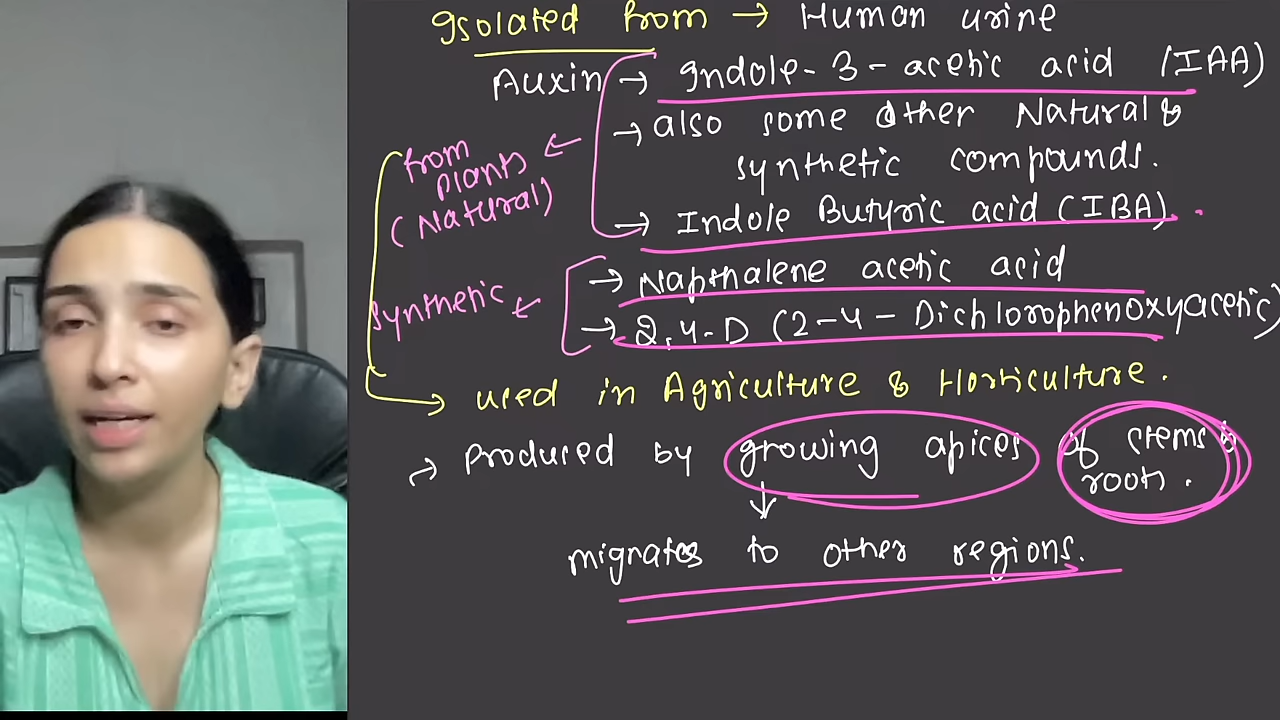 Isolated from → Human urine
Auxin → Indole-3-acetic acid (IAA)
→ also some other Natural &
synthetic compounds.
from plants (Natural) ←
→ Indole Butyric acid (IBA).
→ Napthalene acetic acid
synthetic ←
→ 2,4-D (2-4-Dichlorophenoxyacetic)
→ used in Agriculture & Horticulture.
→ Produced by growing apices of stems &
roots.
↓
migrates to other regions.